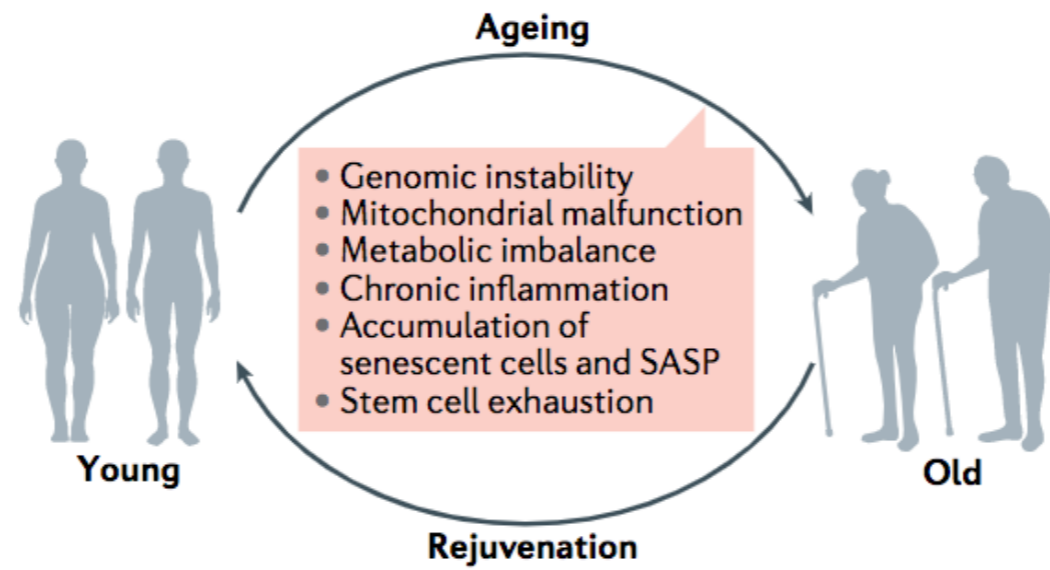 Ageing
• Genomic instability
• Mitochondrial malfunction
• Metabolic imbalance
• Chronic inflammation
• Accumulation of
senescent cells and SASP
• Stem cell exhaustion
Young
Old
Rejuvenation